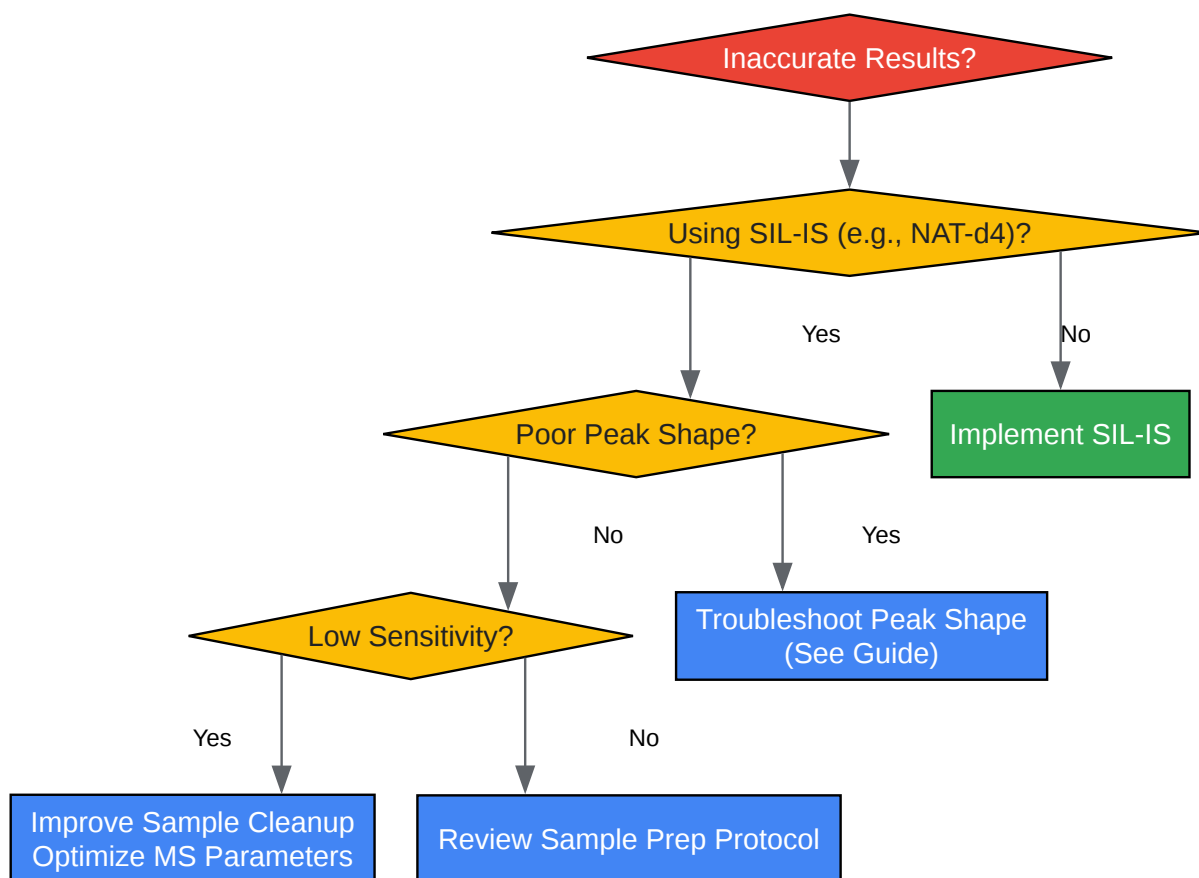 Inaccurate Results?
Using SIL-IS (e.g., NAT-d4)?
Yes
No
Poor Peak Shape?
Implement SIL-IS
No
Yes
Low Sensitivity?
Troubleshoot Peak Shape
(See Guide)
Yes
No
Improve Sample Cleanup
Optimize MS Parameters
Review Sample Prep Protocol